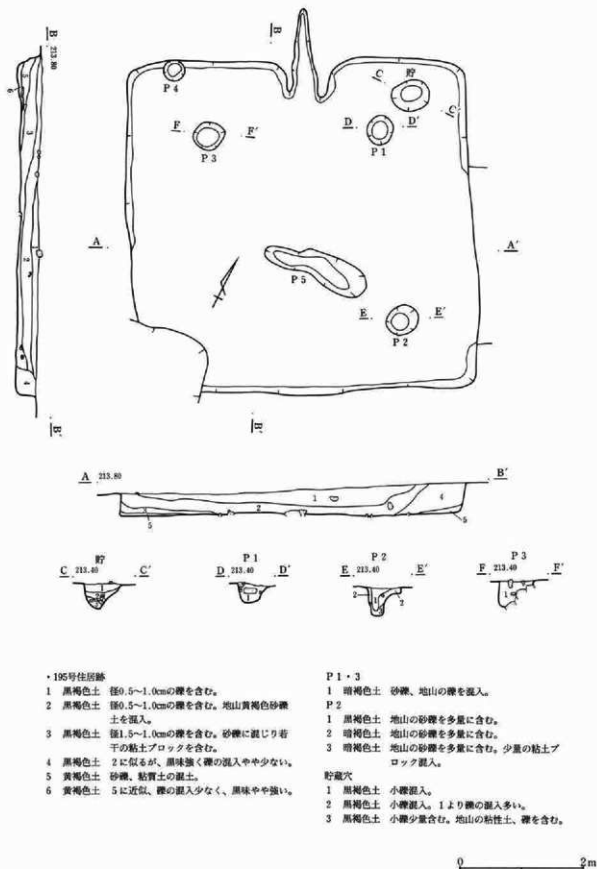 B
B 213.80
5
6
3
2
4
B′
P4
C
貯
C′
F F′
P3
D D′
P1
A A′
P5
E E′
P2
B′
A 213.80 B′
1
2
4
5
5
貯
C 213.40 C′
P1
D 213.40 D′
P2
E 213.40 E′
2
1
2
P3
F 213.40 F′
1
・195号住居跡
1 黒褐色土 径0.5〜1.0cmの礫を含む。
2 黒褐色土 径0.5〜1.0cmの礫を含む。地山黄褐色砂礫
土を混入。
3 黒褐色土 径1.5〜1.0cmの礫を含む。砂礫に混じり若
干の粘土ブロックを含む。
4 黒褐色土 2に似るが、黒味強く礫の混入やや少ない。
5 黄褐色土 砂礫、粘質土の混土。
6 黄褐色土 5に近似、礫の混入少なく、黒味やや強い。
P1・3
1 暗褐色土 砂礫、地山の礫を混入。
P2
1 黒褐色土 地山の砂礫を多量に含む。
2 暗褐色土 地山の砂礫を多量に含む。
3 暗褐色土 地山の砂礫を多量に含む。少量の粘土ブ
ロック混入。
貯蔵穴
1 黒褐色土 小礫混入。
2 黒褐色土 小礫混入。1より礫の混入多い。
3 黒褐色土 小礫少量含む。地山の粘性土、礫を含む。
0 2m